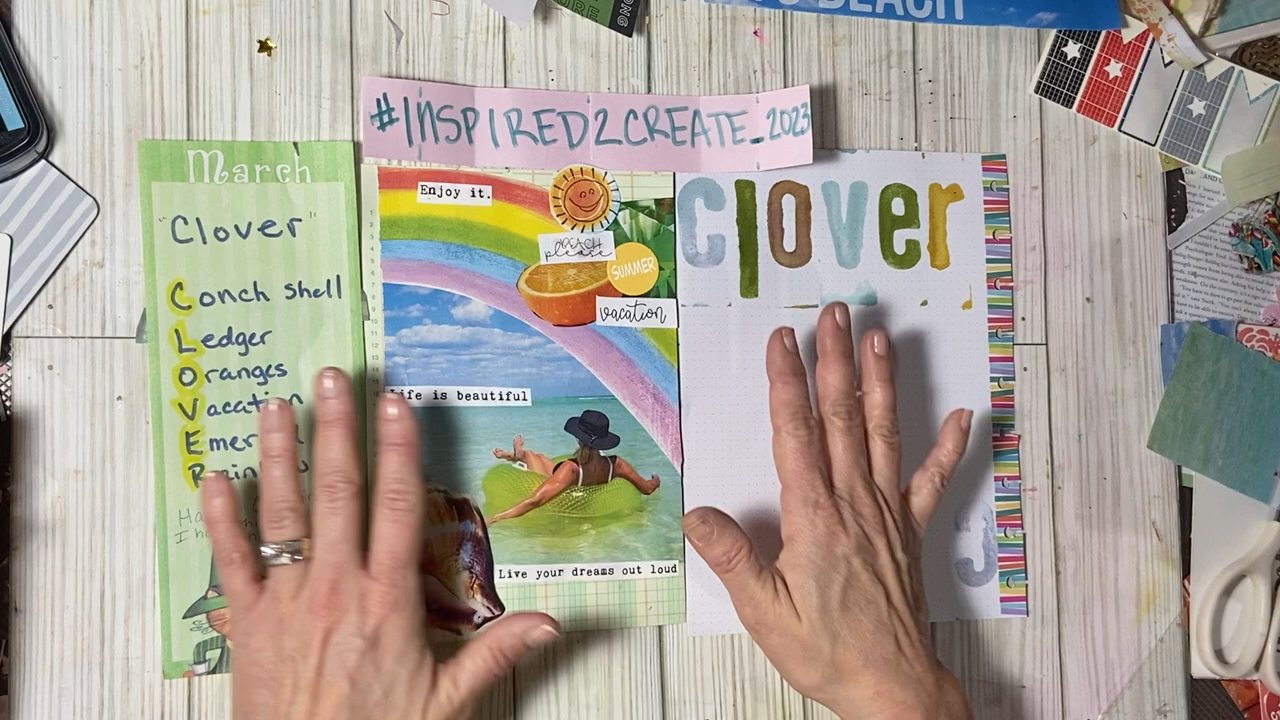 BEACH
#INSPIRED2CREATE_2023
March
"Clover"
Conch shell
Ledger
Oranges
Vacation
Enjoy it.
BEACH
please
SUMMER
vacation
Life is beautiful
Live your dreams out loud
clover